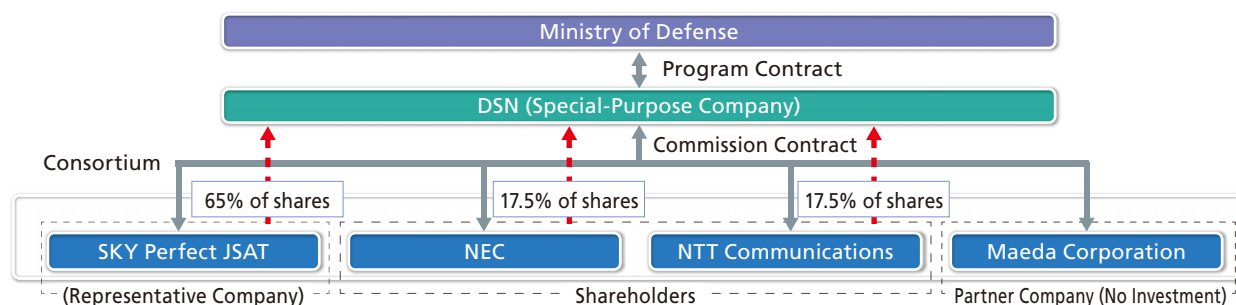 Ministry of Defense
Program Contract
DSN (Special-Purpose Company)
Commission Contract
Consortium
65% of shares
17.5% of shares
17.5% of shares
SKY Perfect JSAT
NEC
NTT Communications
Maeda Corporation
(Representative Company)
Shareholders
Partner Company (No Investment)